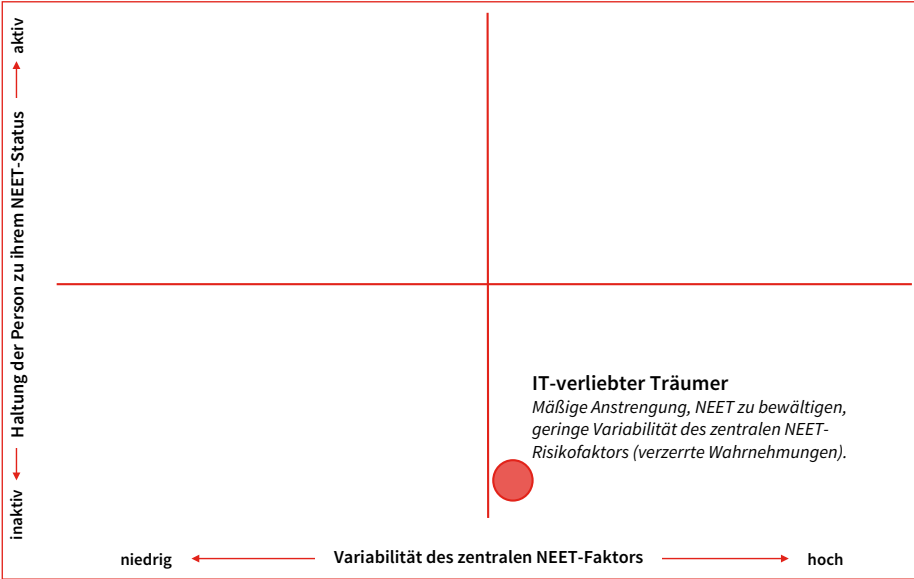 Haltung der Person zu ihrem NEET-Status
aktiv
inaktiv
IT-verliebter Träumer
Mäßige Anstrengung, NEET zu bewältigen,
geringe Variabilität des zentralen NEET-
Risikofaktors (verzerrte Wahrnehmungen).
niedrig
Variabilität des zentralen NEET-Faktors
hoch